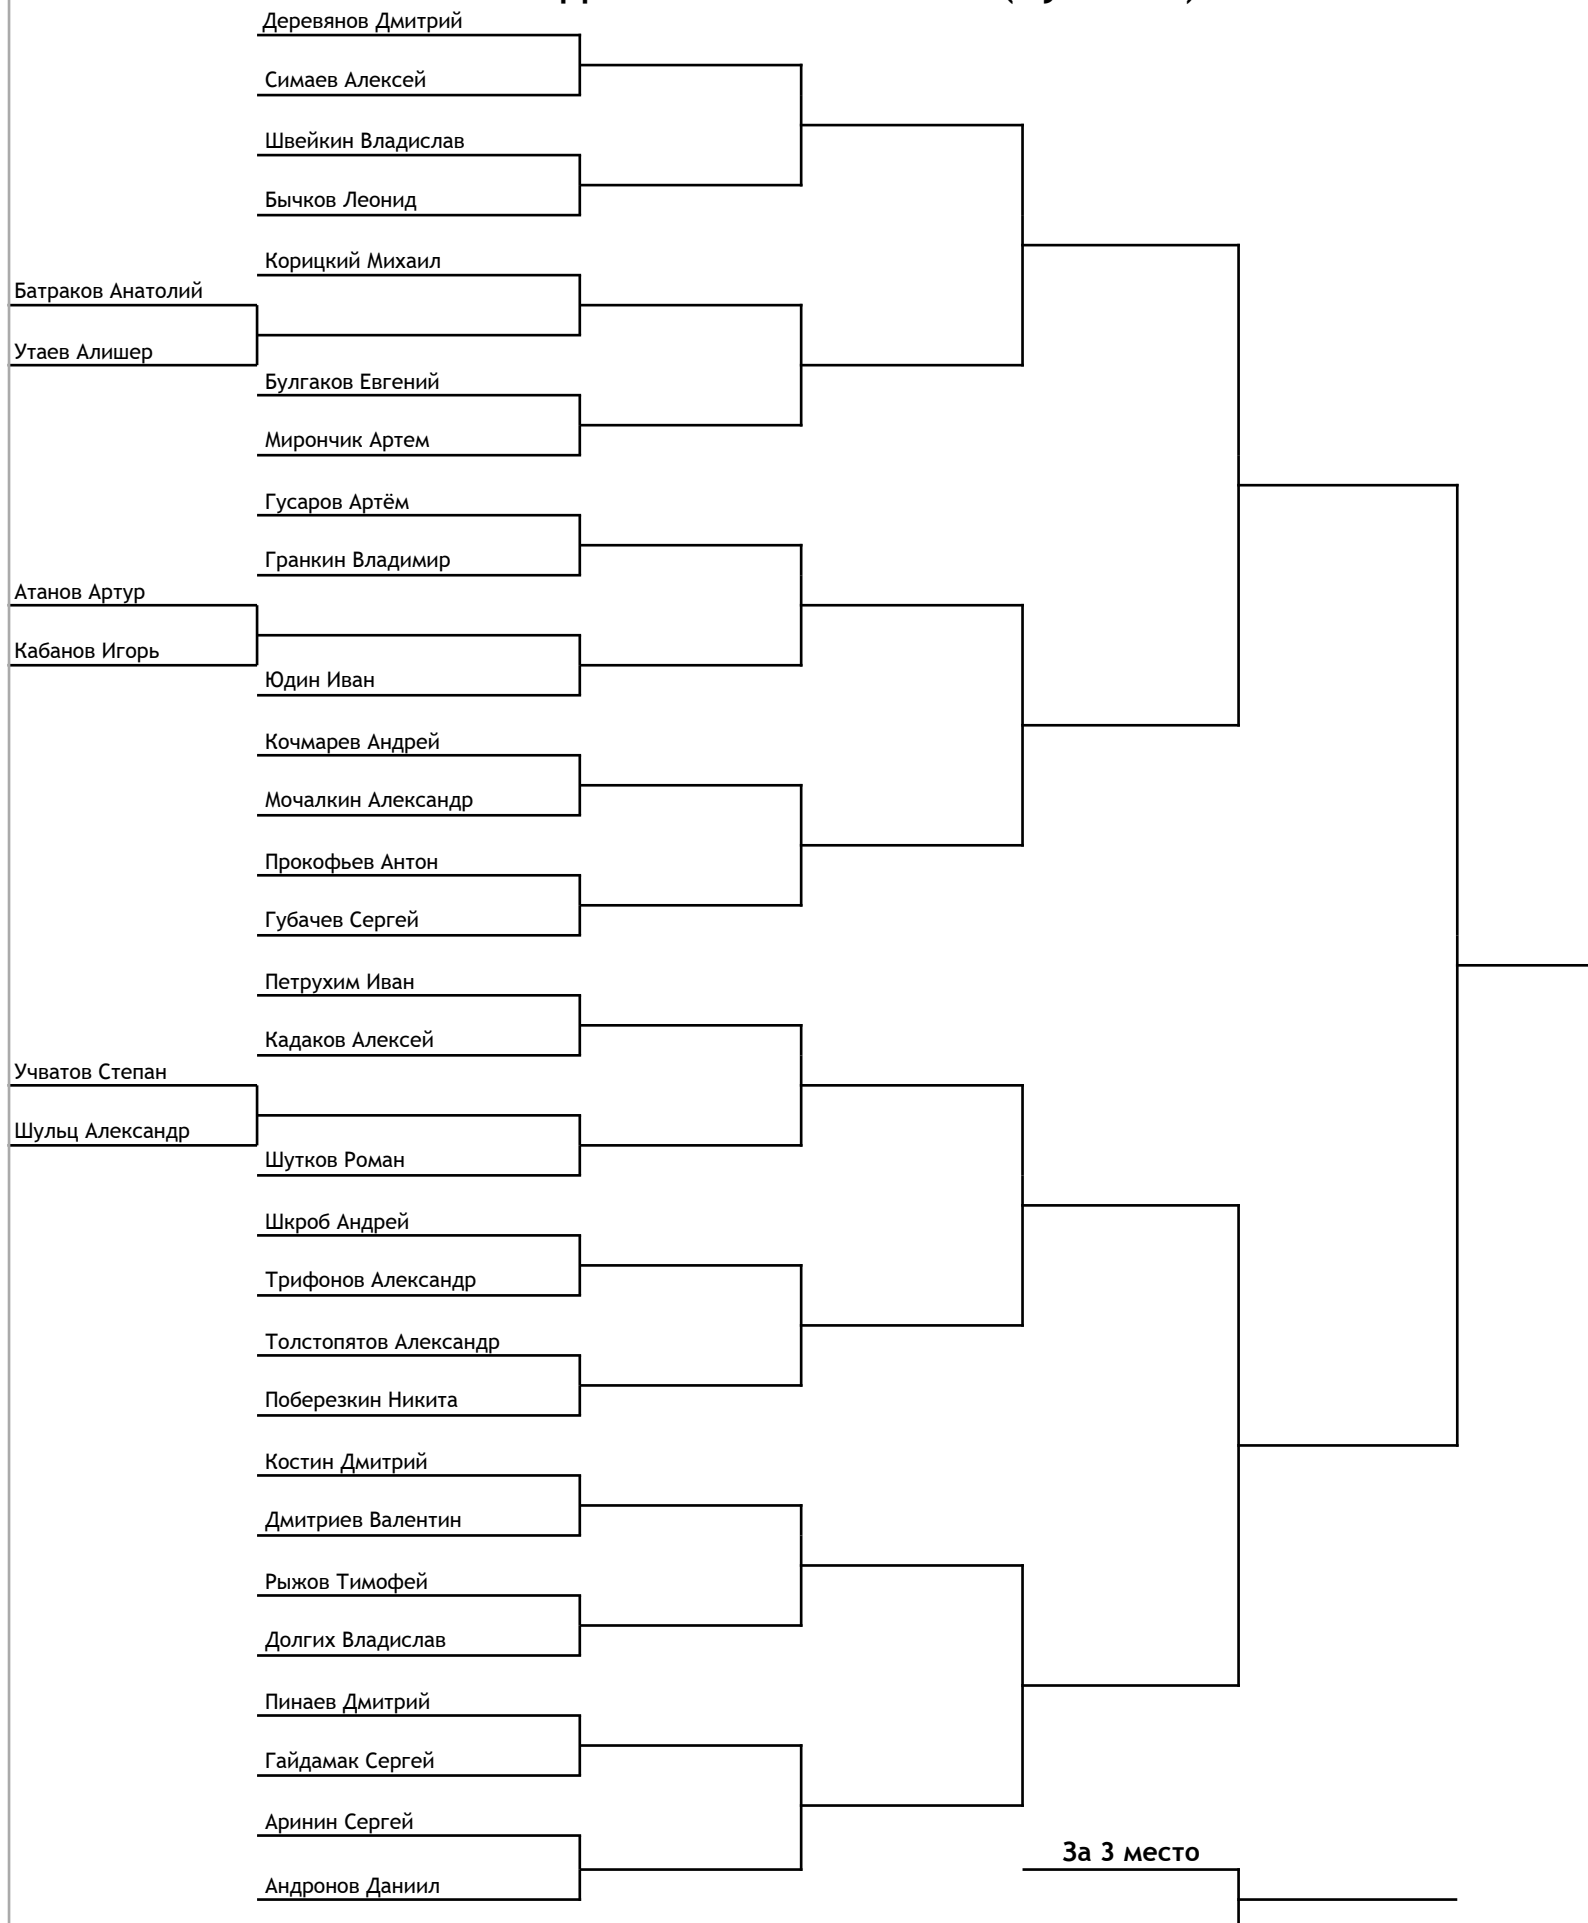 Деревянов Дмитрий
Симаев Алексей
Швейкин Владислав
Бычков Леонид
Корицкий Михаил
Батраков Анатолий
Утаев Алишер
Булгаков Евгений
Мирончик Артем
Гусаров Артём
Гранкин Владимир
Атанов Артур
Кабанов Игорь
Юдин Иван
Кочмарев Андрей
Мочалкин Александр
Прокофьев Антон
Губачев Сергей
Петрухим Иван
Кадаков Алексей
Учватов Степан
Шульц Александр
Шутков Роман
Шкроб Андрей
Трифонов Александр
Толстопятов Александр
Поберезкин Никита
Костин Дмитрий
Дмитриев Валентин
Рыжов Тимофей
Долгих Владислав
Пинаев Дмитрий
Гайдамак Сергей
Аринин Сергей
За 3 место
Андронов Даниил